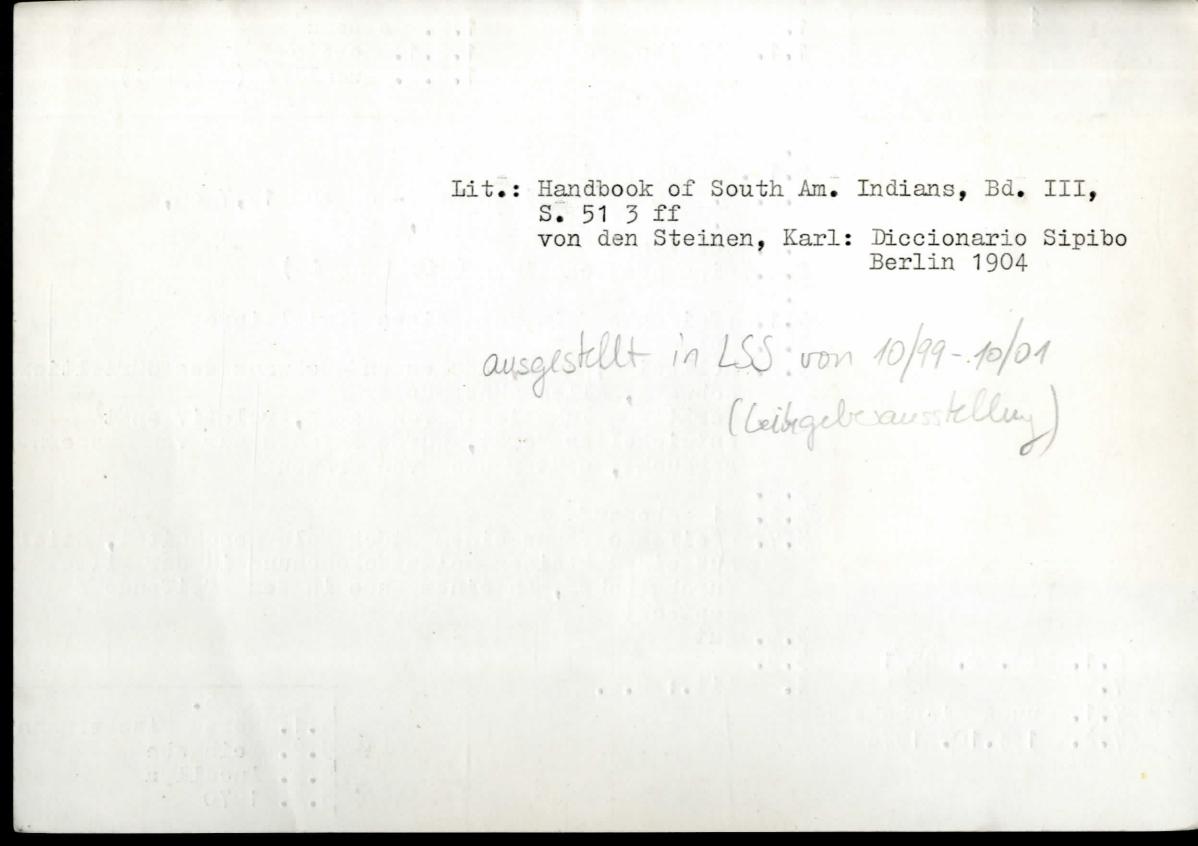 Lit.: Handbook of South Am. Indians, Bd. III,
S. 51 3 ff
von den Steinen, Karl: Diccionario Sipibo
Berlin 1904
ausgestellt in LSS von 10/99-10/01
(Leihgeberausstellung)